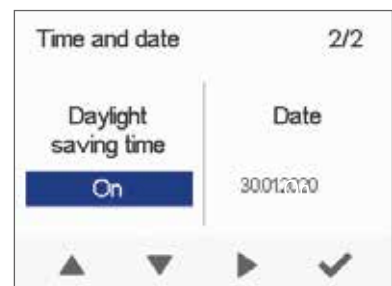 Time and date 2/2
Daylight
saving time
Date
On
30.01.2020